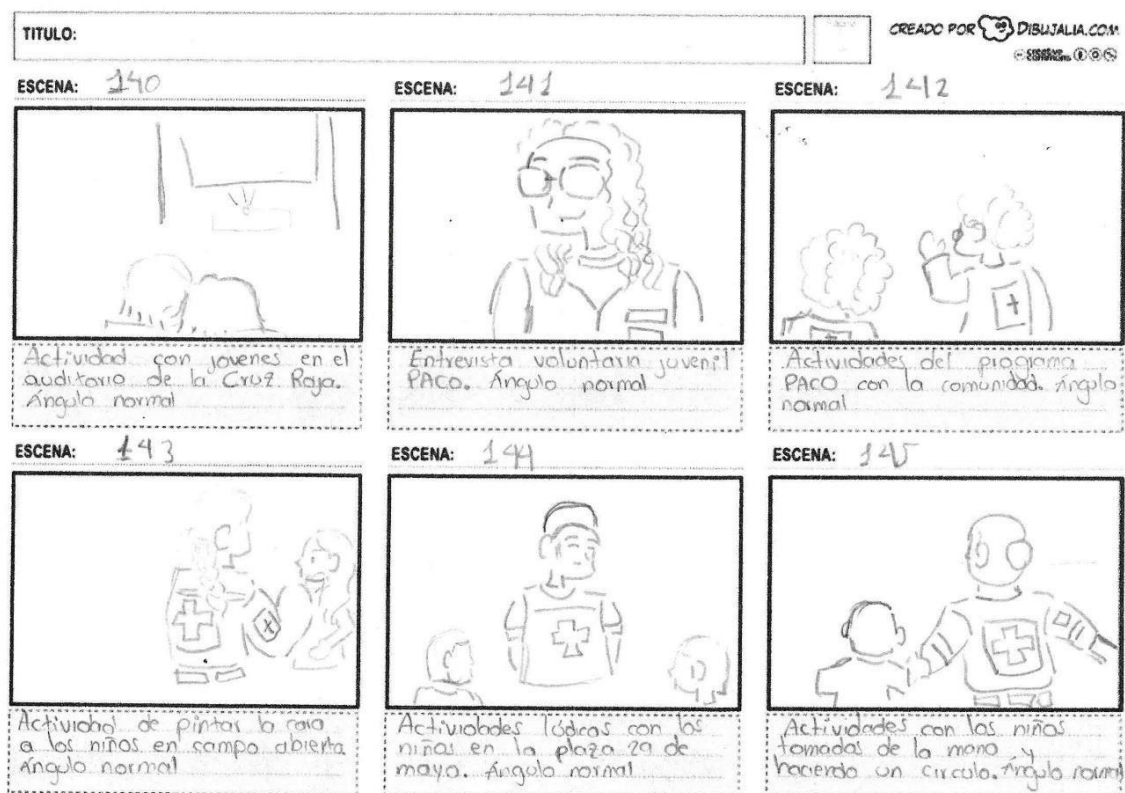 TITULO:
CREADO POR DIBUJALIA.COM
ESCENA: 140
ESCENA: 141
ESCENA: 142
Actividad con jovenes en el
auditorio de la Cruz Roja.
Ángulo normal
Entrevista voluntaria juvenil
PACO. Ángulo normal
Actividades del programa
PACO con la comunidad. Ángulo
normal
ESCENA: 143
ESCENA: 144
ESCENA: 145
Actividad de pintar la cara
a los niños en campo abierta
Ángulo normal
Actividades lúdicas con los
niños en la plaza 29 de
mayo. Ángulo normal
Actividades con los niños
tomadas de la mano y
haciendo un circulo. Ángulo normal